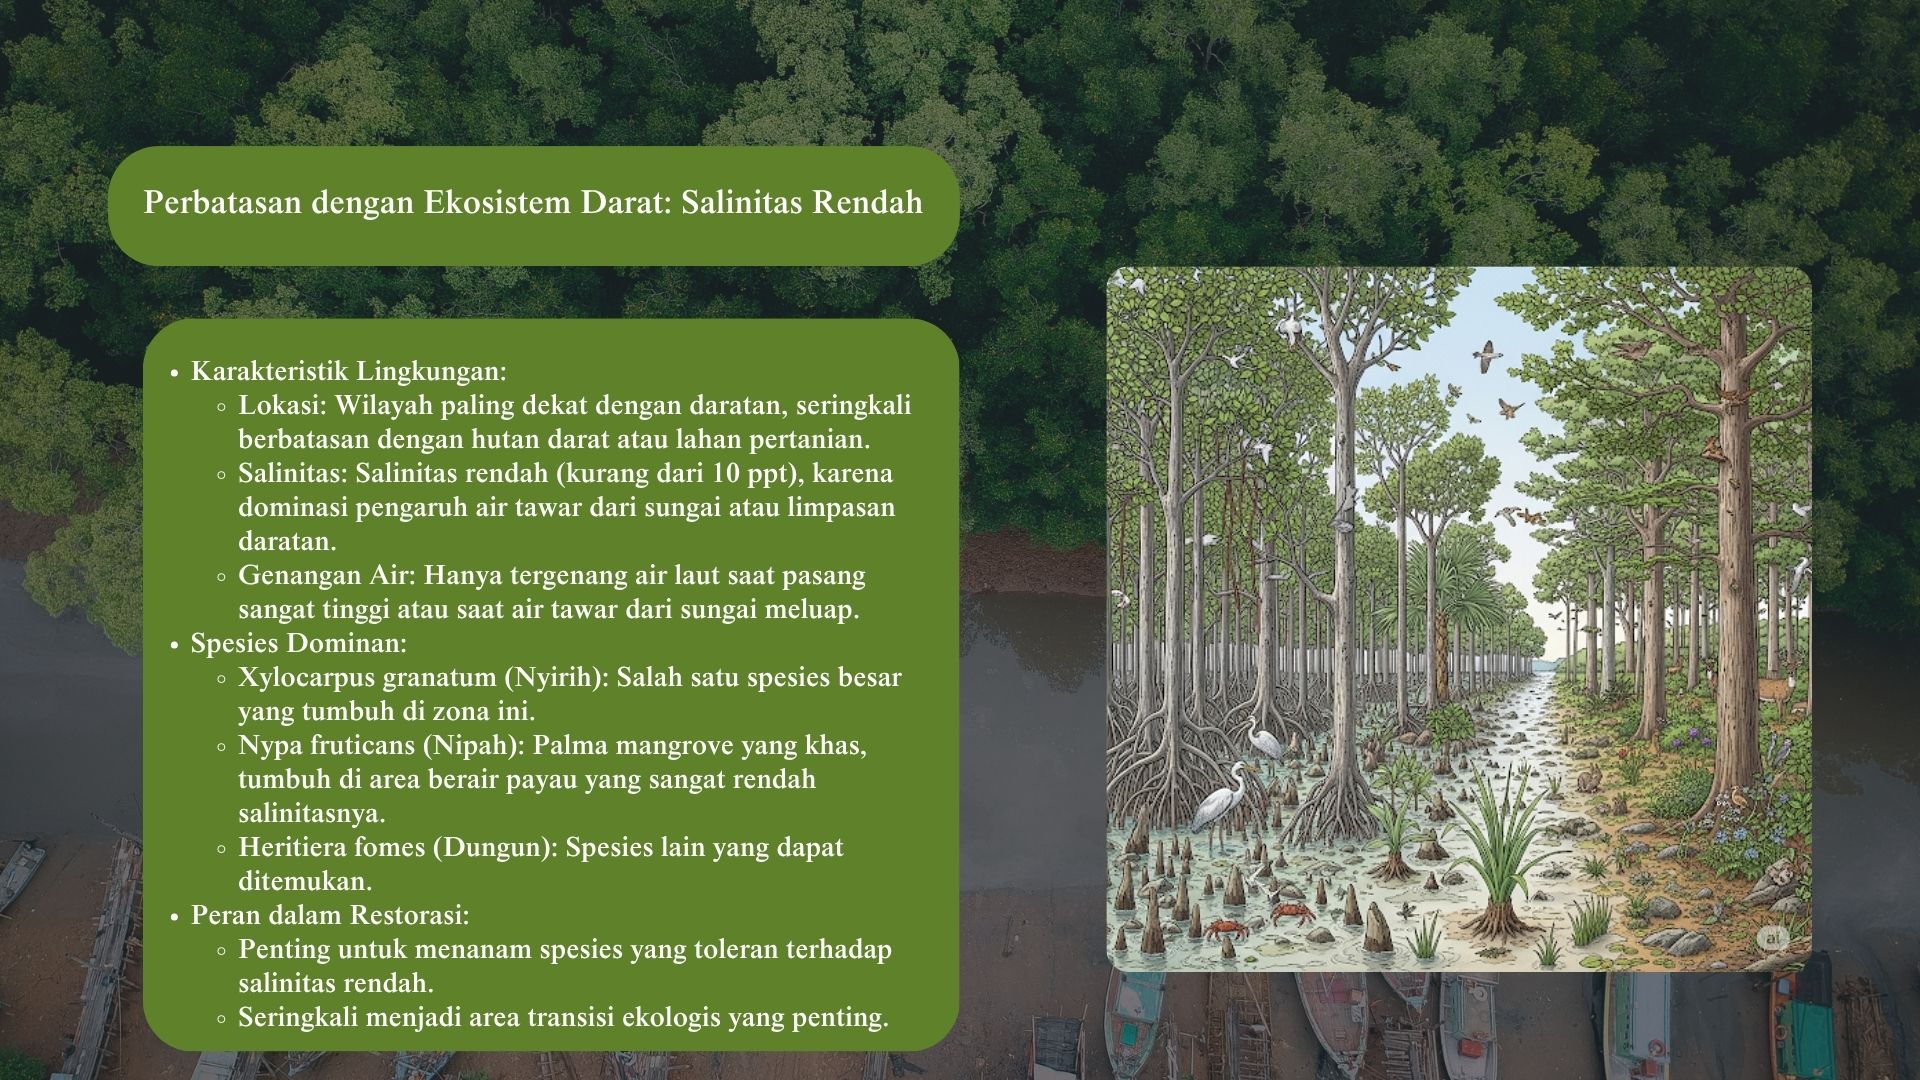 Perbatasan dengan Ekosistem Darat: Salinitas Rendah
• Karakteristik Lingkungan:
◦ Lokasi: Wilayah paling dekat dengan daratan, seringkali
berbatasan dengan hutan darat atau lahan pertanian.
◦ Salinitas: Salinitas rendah (kurang dari 10 ppt), karena
dominasi pengaruh air tawar dari sungai atau limpasan
daratan.
◦ Genangan Air: Hanya tergenang air laut saat pasang
sangat tinggi atau saat air tawar dari sungai meluap.
• Spesies Dominan:
◦ Xylocarpus granatum (Nyirih): Salah satu spesies besar
yang tumbuh di zona ini.
◦ Nypa fruticans (Nipah): Palma mangrove yang khas,
tumbuh di area berair payau yang sangat rendah
salinitasnya.
◦ Heritiera fomes (Dungun): Spesies lain yang dapat
ditemukan.
• Peran dalam Restorasi:
◦ Penting untuk menanam spesies yang toleran terhadap
salinitas rendah.
◦ Seringkali menjadi area transisi ekologis yang penting.
ai